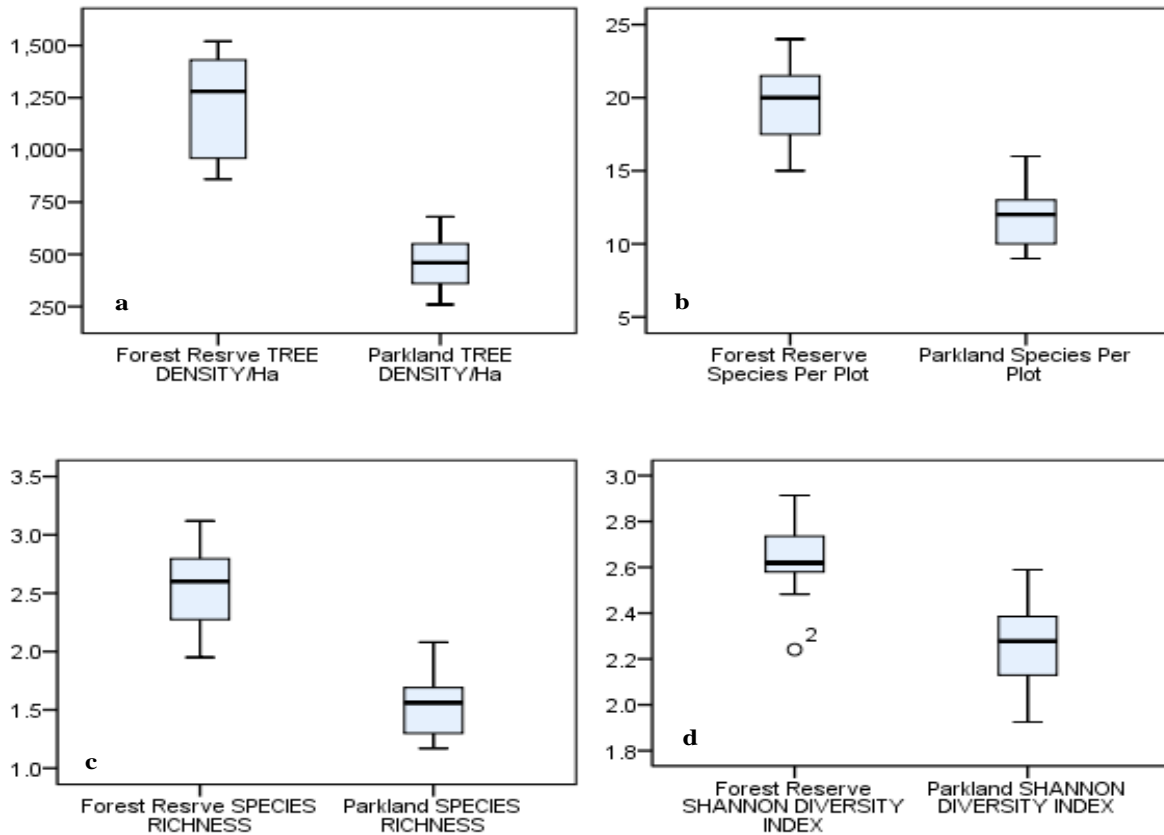 1,500
1,250
1,000
750
500
250
a
Forest Resrve TREE
DENSITY/Ha
Parkland TREE
DENSITY/Ha
25
20
15
10
5
b
Forest Reserve
Species Per Plot
Parkland Species Per
Plot
3.5
3.0
2.5
2.0
1.5
1.0
c
Forest Resrve SPECIES
RICHNESS
Parkland SPECIES
RICHNESS
3.0
2.8
2.6
2.4
2.2
2.0
1.8
2
d
Forest Reserve
SHANNON DIVERSITY
INDEX
Parkland SHANNON
DIVERSITY INDEX